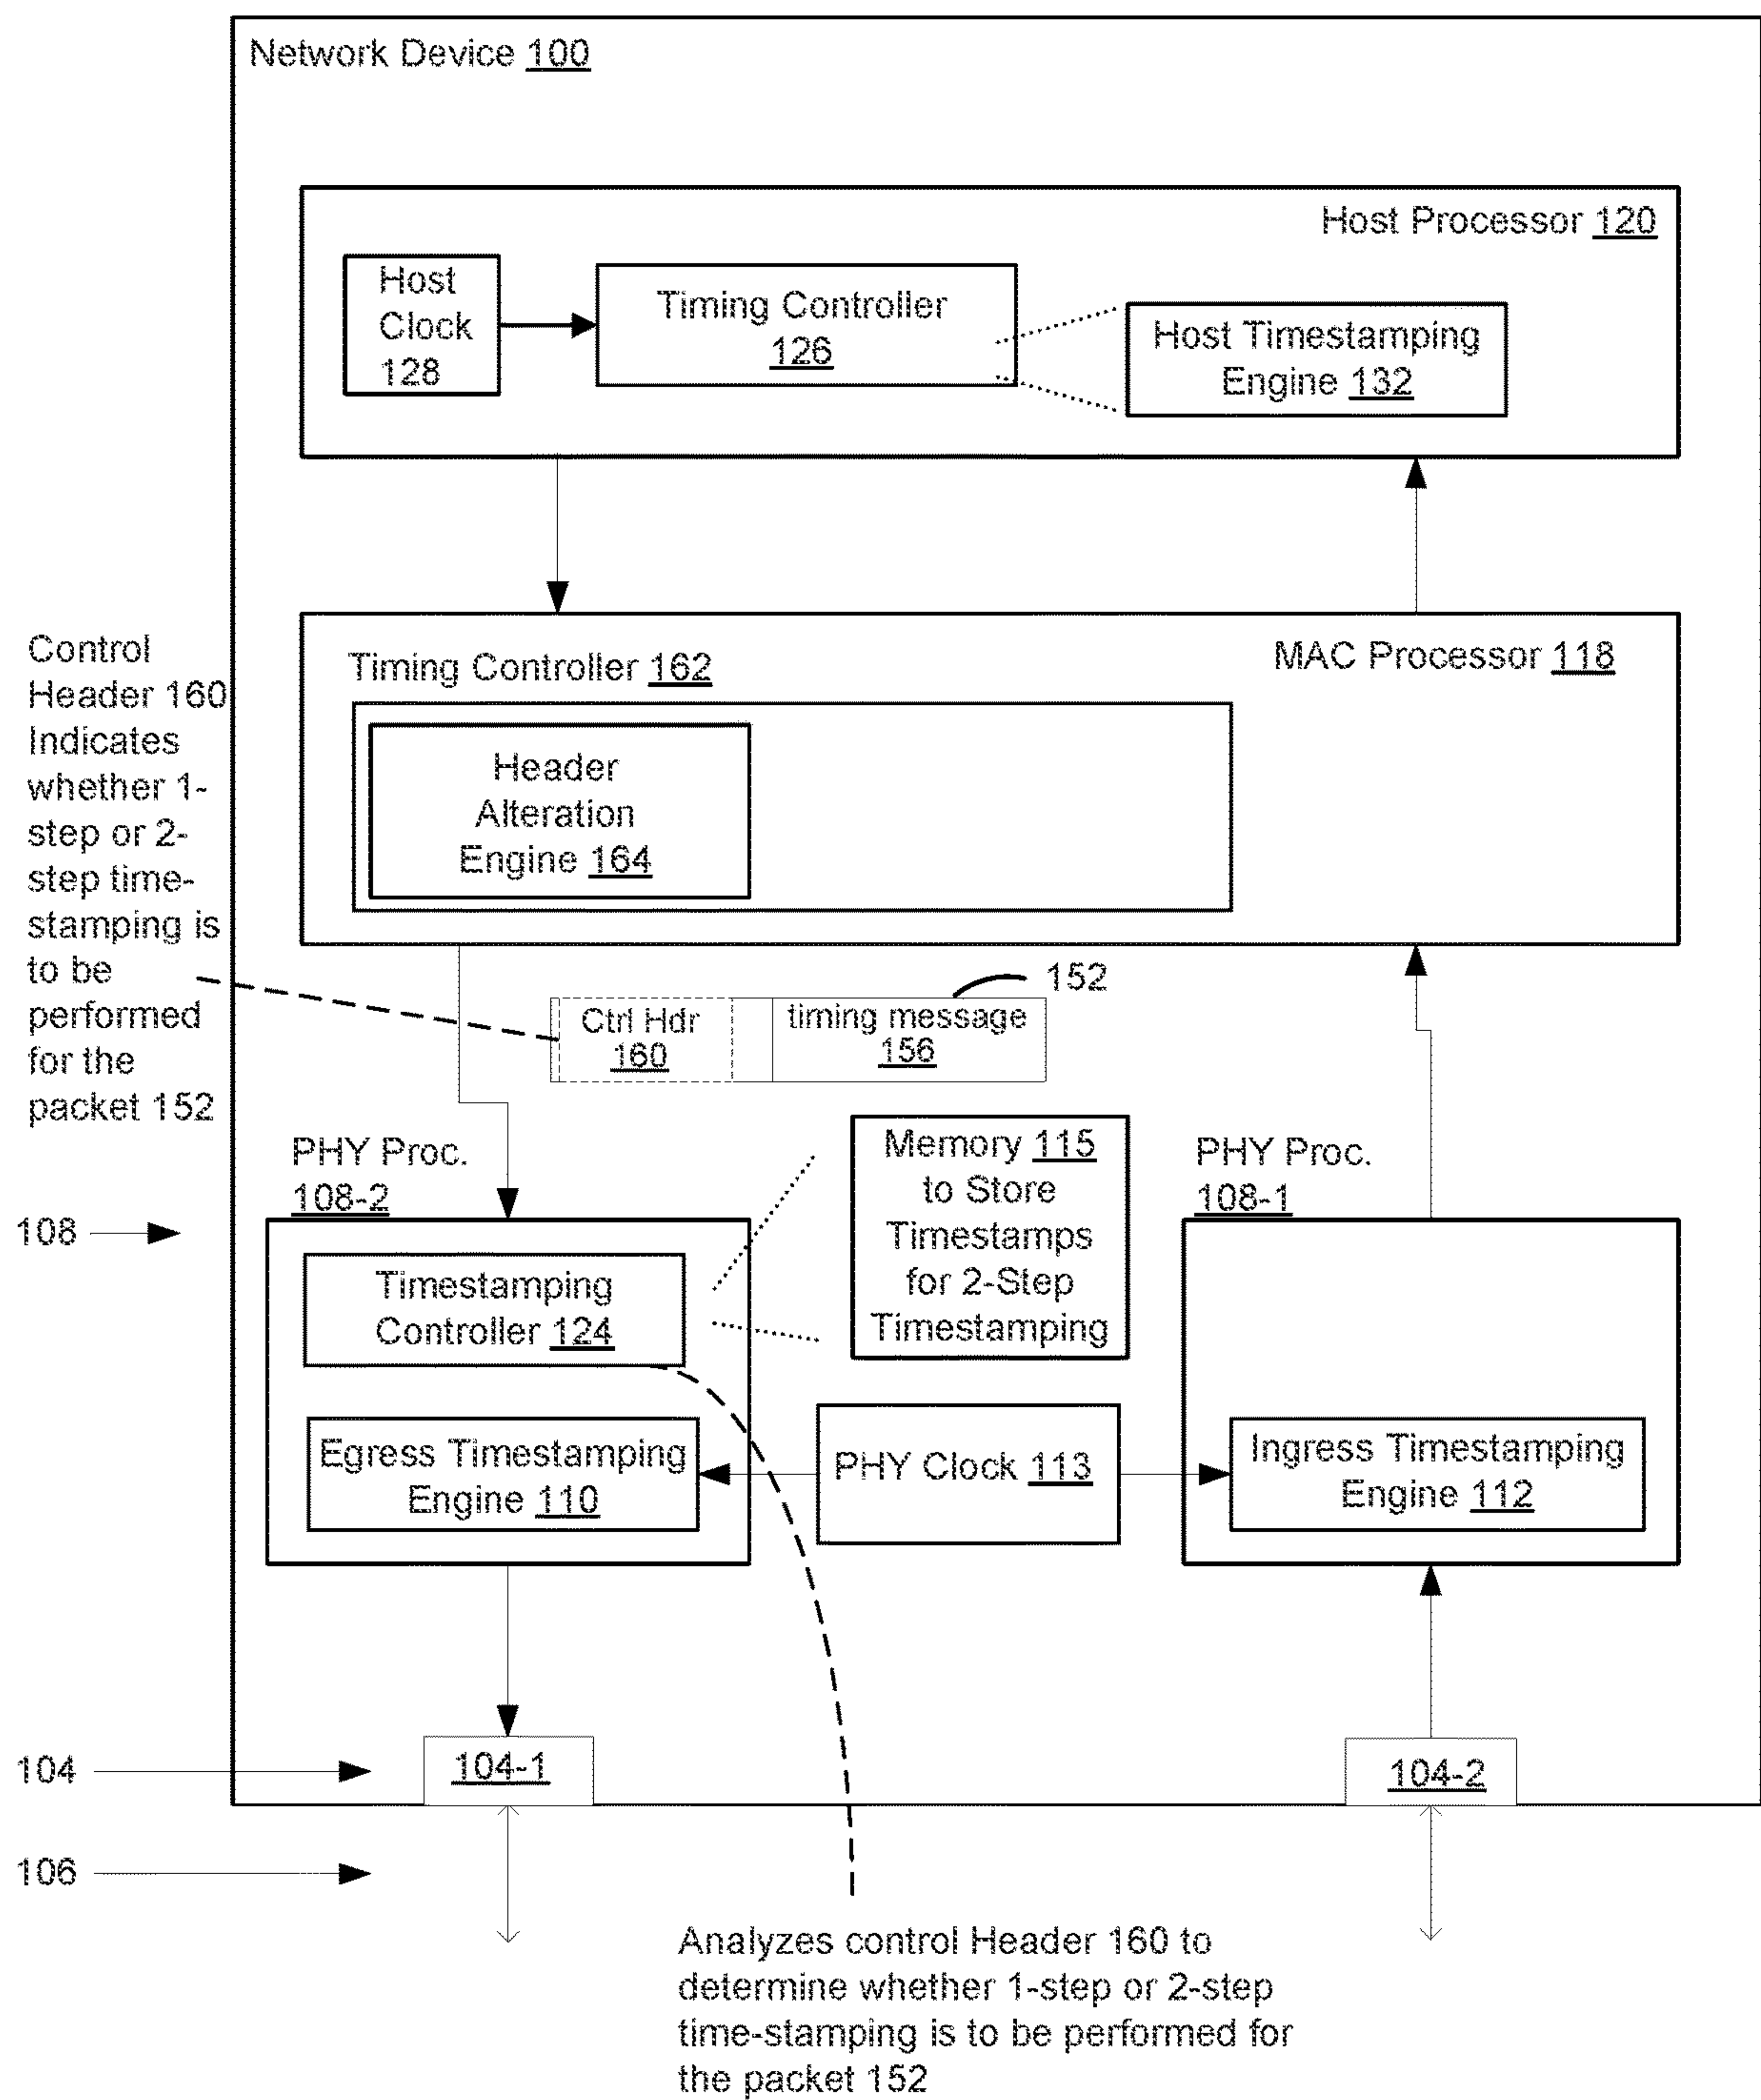 Network Device 100
Host Processor 120
Host
Clock
128
Timing Controller
126
Host Timestamping
Engine 132
Control
Header 160
Indicates
whether 1-
step or 2-
step time-
stamping is
to be
performed
for the
packet 152
Timing Controller 162
MAC Processor 118
Header
Alteration
Engine 164
152
Ctrl Hdr
160
timing message
156
PHY Proc.
108-2
Memory 115
to Store
Timestamps
for 2-Step
Timestamping
PHY Proc.
108-1
108
Timestamping
Controller 124
Egress Timestamping
Engine 110
PHY Clock 113
Ingress Timestamping
Engine 112
104
104-1
104-2
106
Analyzes control Header 160 to
determine whether 1-step or 2-step
time-stamping is to be performed for
the packet 152